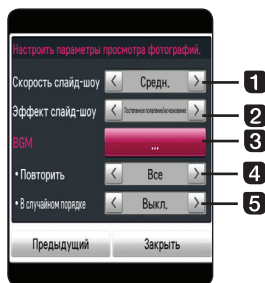 Настроить параметры просмотра фотографий.
Скорость слайд-шоу < Средн. > 1
Эффект слайд-шоу < Постепенное появление/исчезновение > 2
BGM ... 3
• Повторить < Все > 4
• В случайном порядке < Выкл. > 5
Предыдущий Закрыть